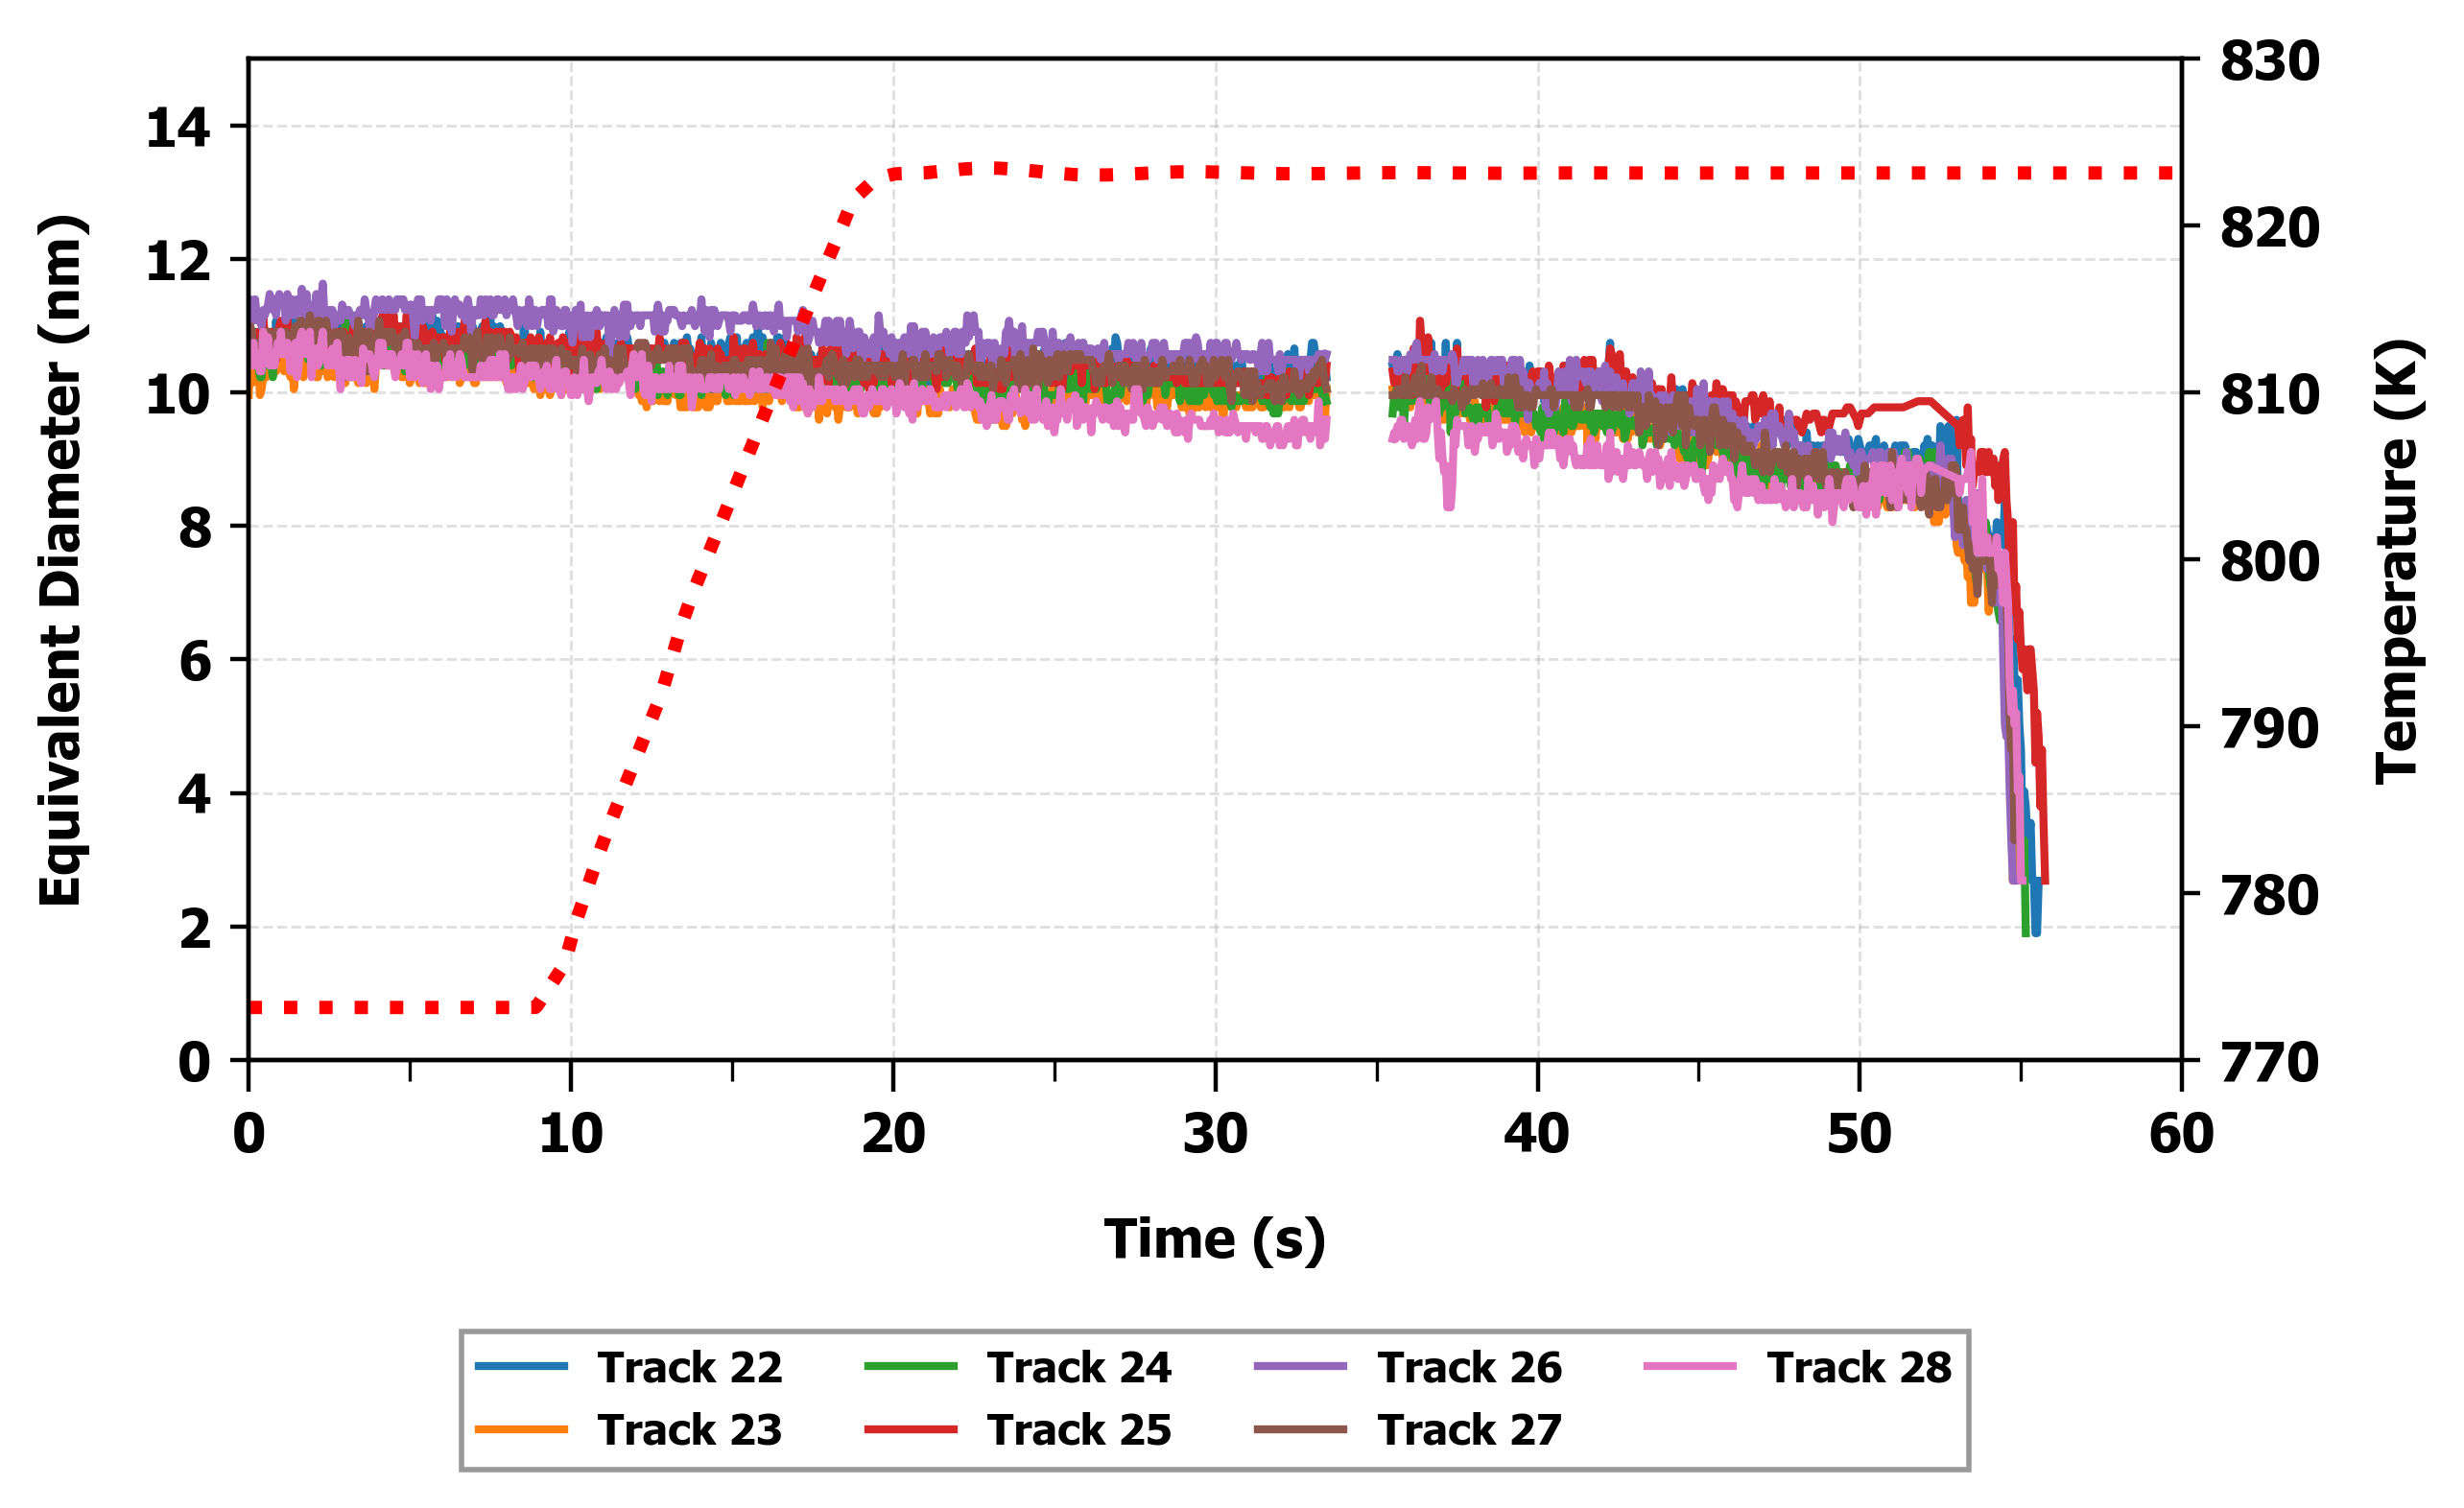 Equivalent Diameter (nm)
14
12
10
8
6
4
2
0
830
820
810
800
790
780
770
Temperature (K)
0 10 20 30 40 50 60
Time (s)
Track 22 Track 24 Track 26 Track 28
Track 23 Track 25 Track 27